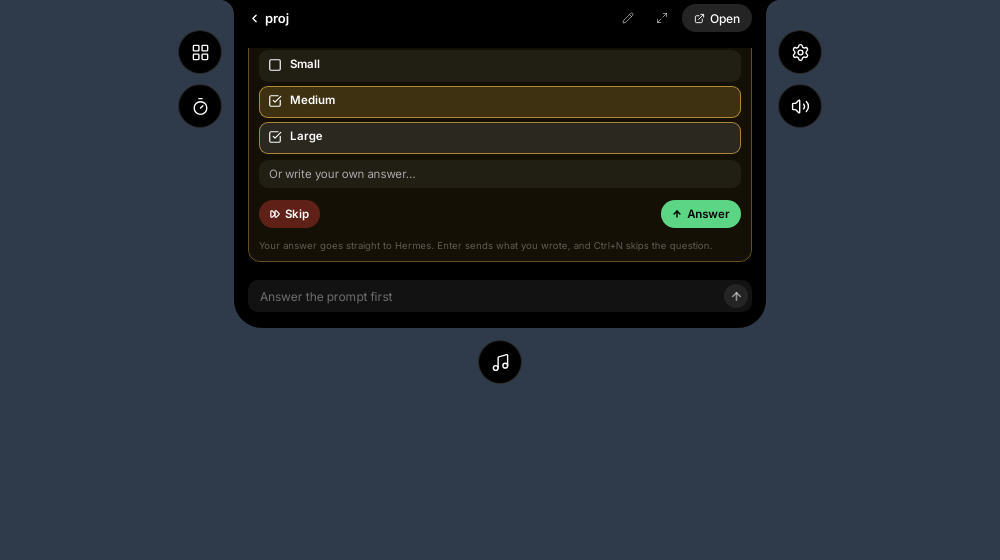 proj
Open
Small
Medium
Large
Or write your own answer...
Skip
Answer
Your answer goes straight to Hermes. Enter sends what you wrote, and Ctrl+N skips the question.
Answer the prompt first